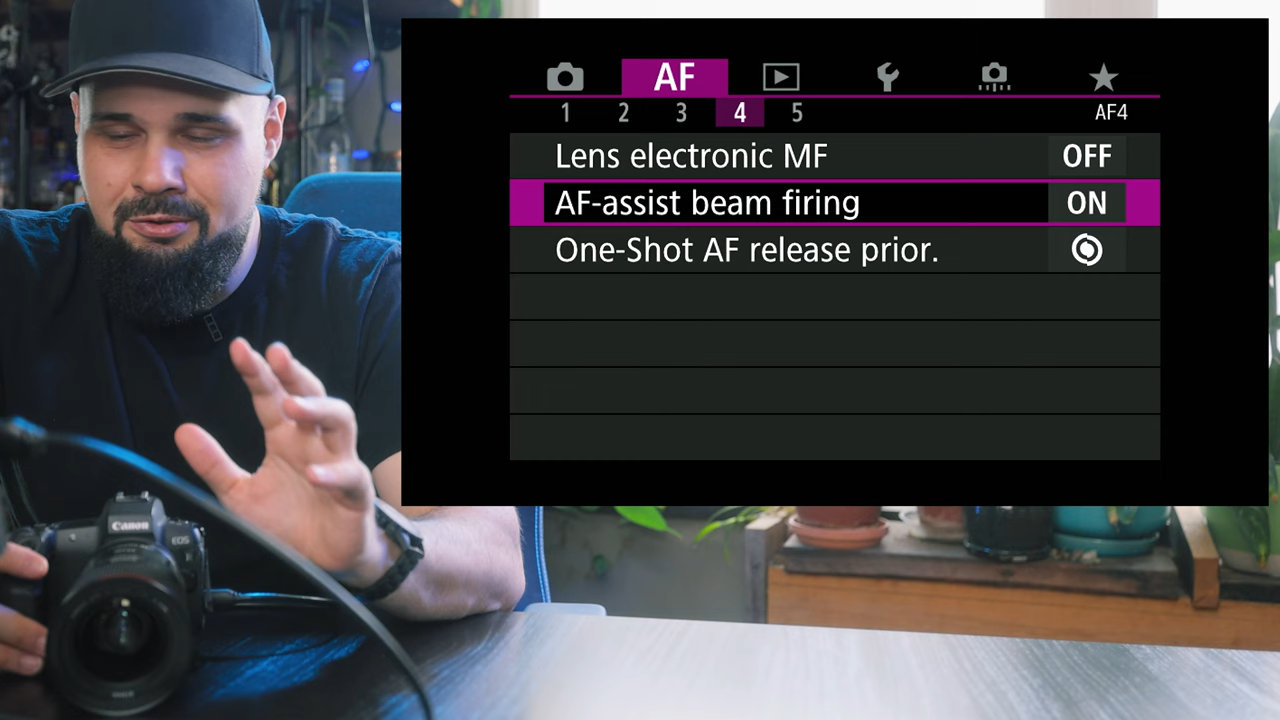 AF
1 2 3 4 5 AF4
Lens electronic MF OFF
AF-assist beam firing ON
One-Shot AF release prior.
Canon
EOS